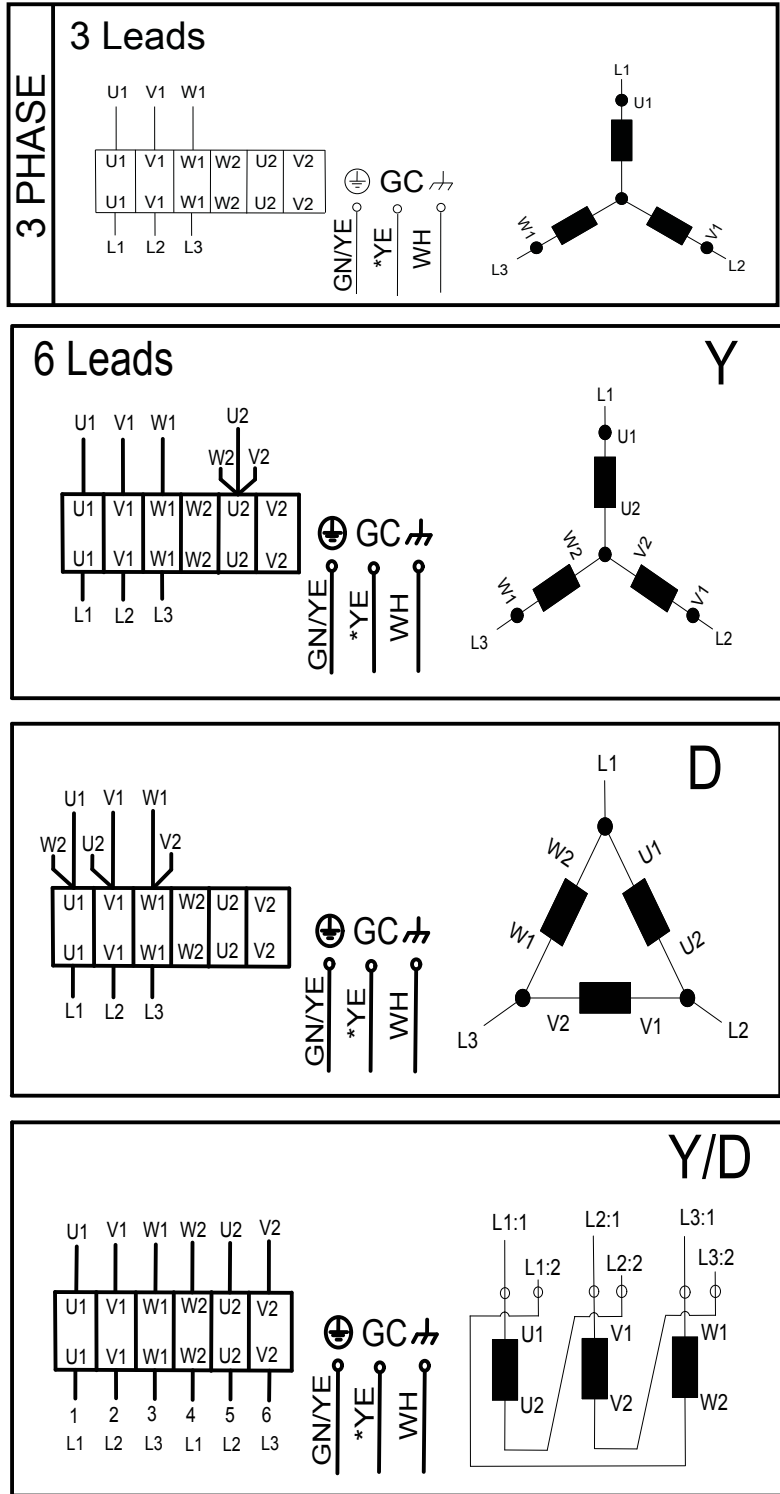 3 PHASE
3 Leads
U1 V1 W1
U1 V1 W1 W2 U2 V2
U1 V1 W1 W2 U2 V2
L1 L2 L3
GC
GN/YE
*YE
WH
L1
U1
W1
V1
L3
L2
6 Leads
Y
U1 V1 W1 U2
W2 V2
U1 V1 W1 W2 U2 V2
U1 V1 W1 W2 U2 V2
L1 L2 L3
GC
GN/YE
*YE
WH
L1
U1
U2
W2 V2
W1 V1
L3 L2
D
U1 V1 W1
W2 U2 V2
U1 V1 W1 W2 U2 V2
U1 V1 W1 W2 U2 V2
L1 L2 L3
GC
GN/YE
*YE
WH
L1
W2 U1
W1 U2
V2 V1
L3 L2
Y/D
U1 V1 W1 W2 U2 V2
U1 V1 W1 W2 U2 V2
U1 V1 W1 W2 U2 V2
1 2 3 4 5 6
L1 L2 L3 L1 L2 L3
GC
GN/YE
*YE
WH
L1:1 L2:1 L3:1
L1:2 L2:2 L3:2
U1 V1 W1
U2 V2 W2